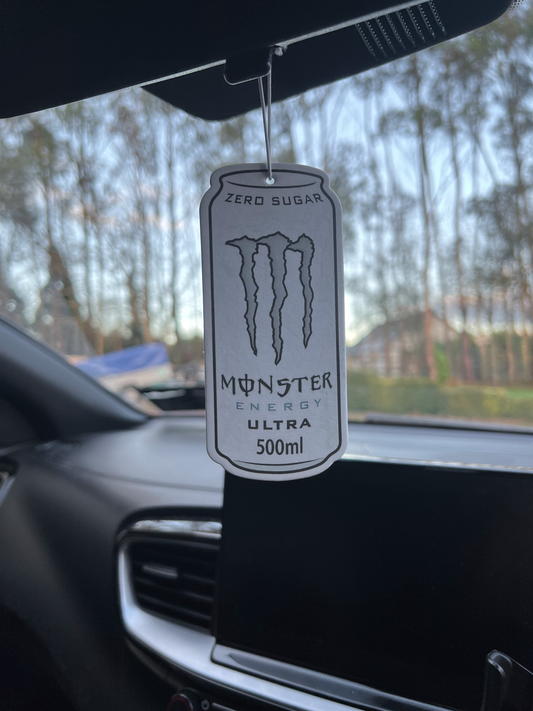 ZERO SUGAR
MONSTER
ENERGY
ULTRA
500ml